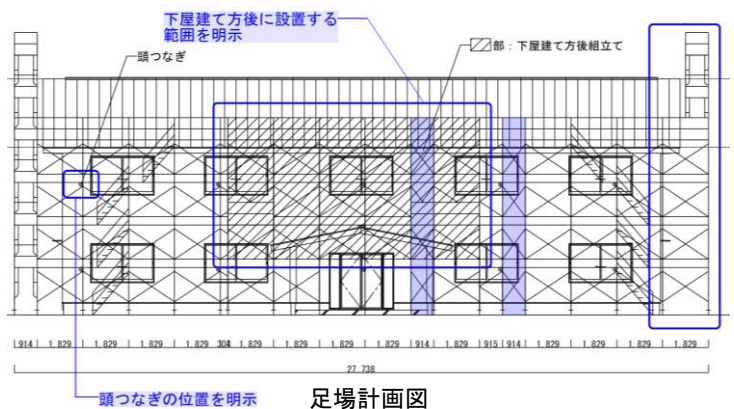 下屋建て方後に設置する
範囲を明示
頭つなぎ
部：下屋建て方後組立て
914 1,829 1,829 1,829 1,829 304 1,829 1,829 1,829 914 915 914 1,829 1,829 1,829 1,829
27,738
頭つなぎの位置を明示
足場計画図